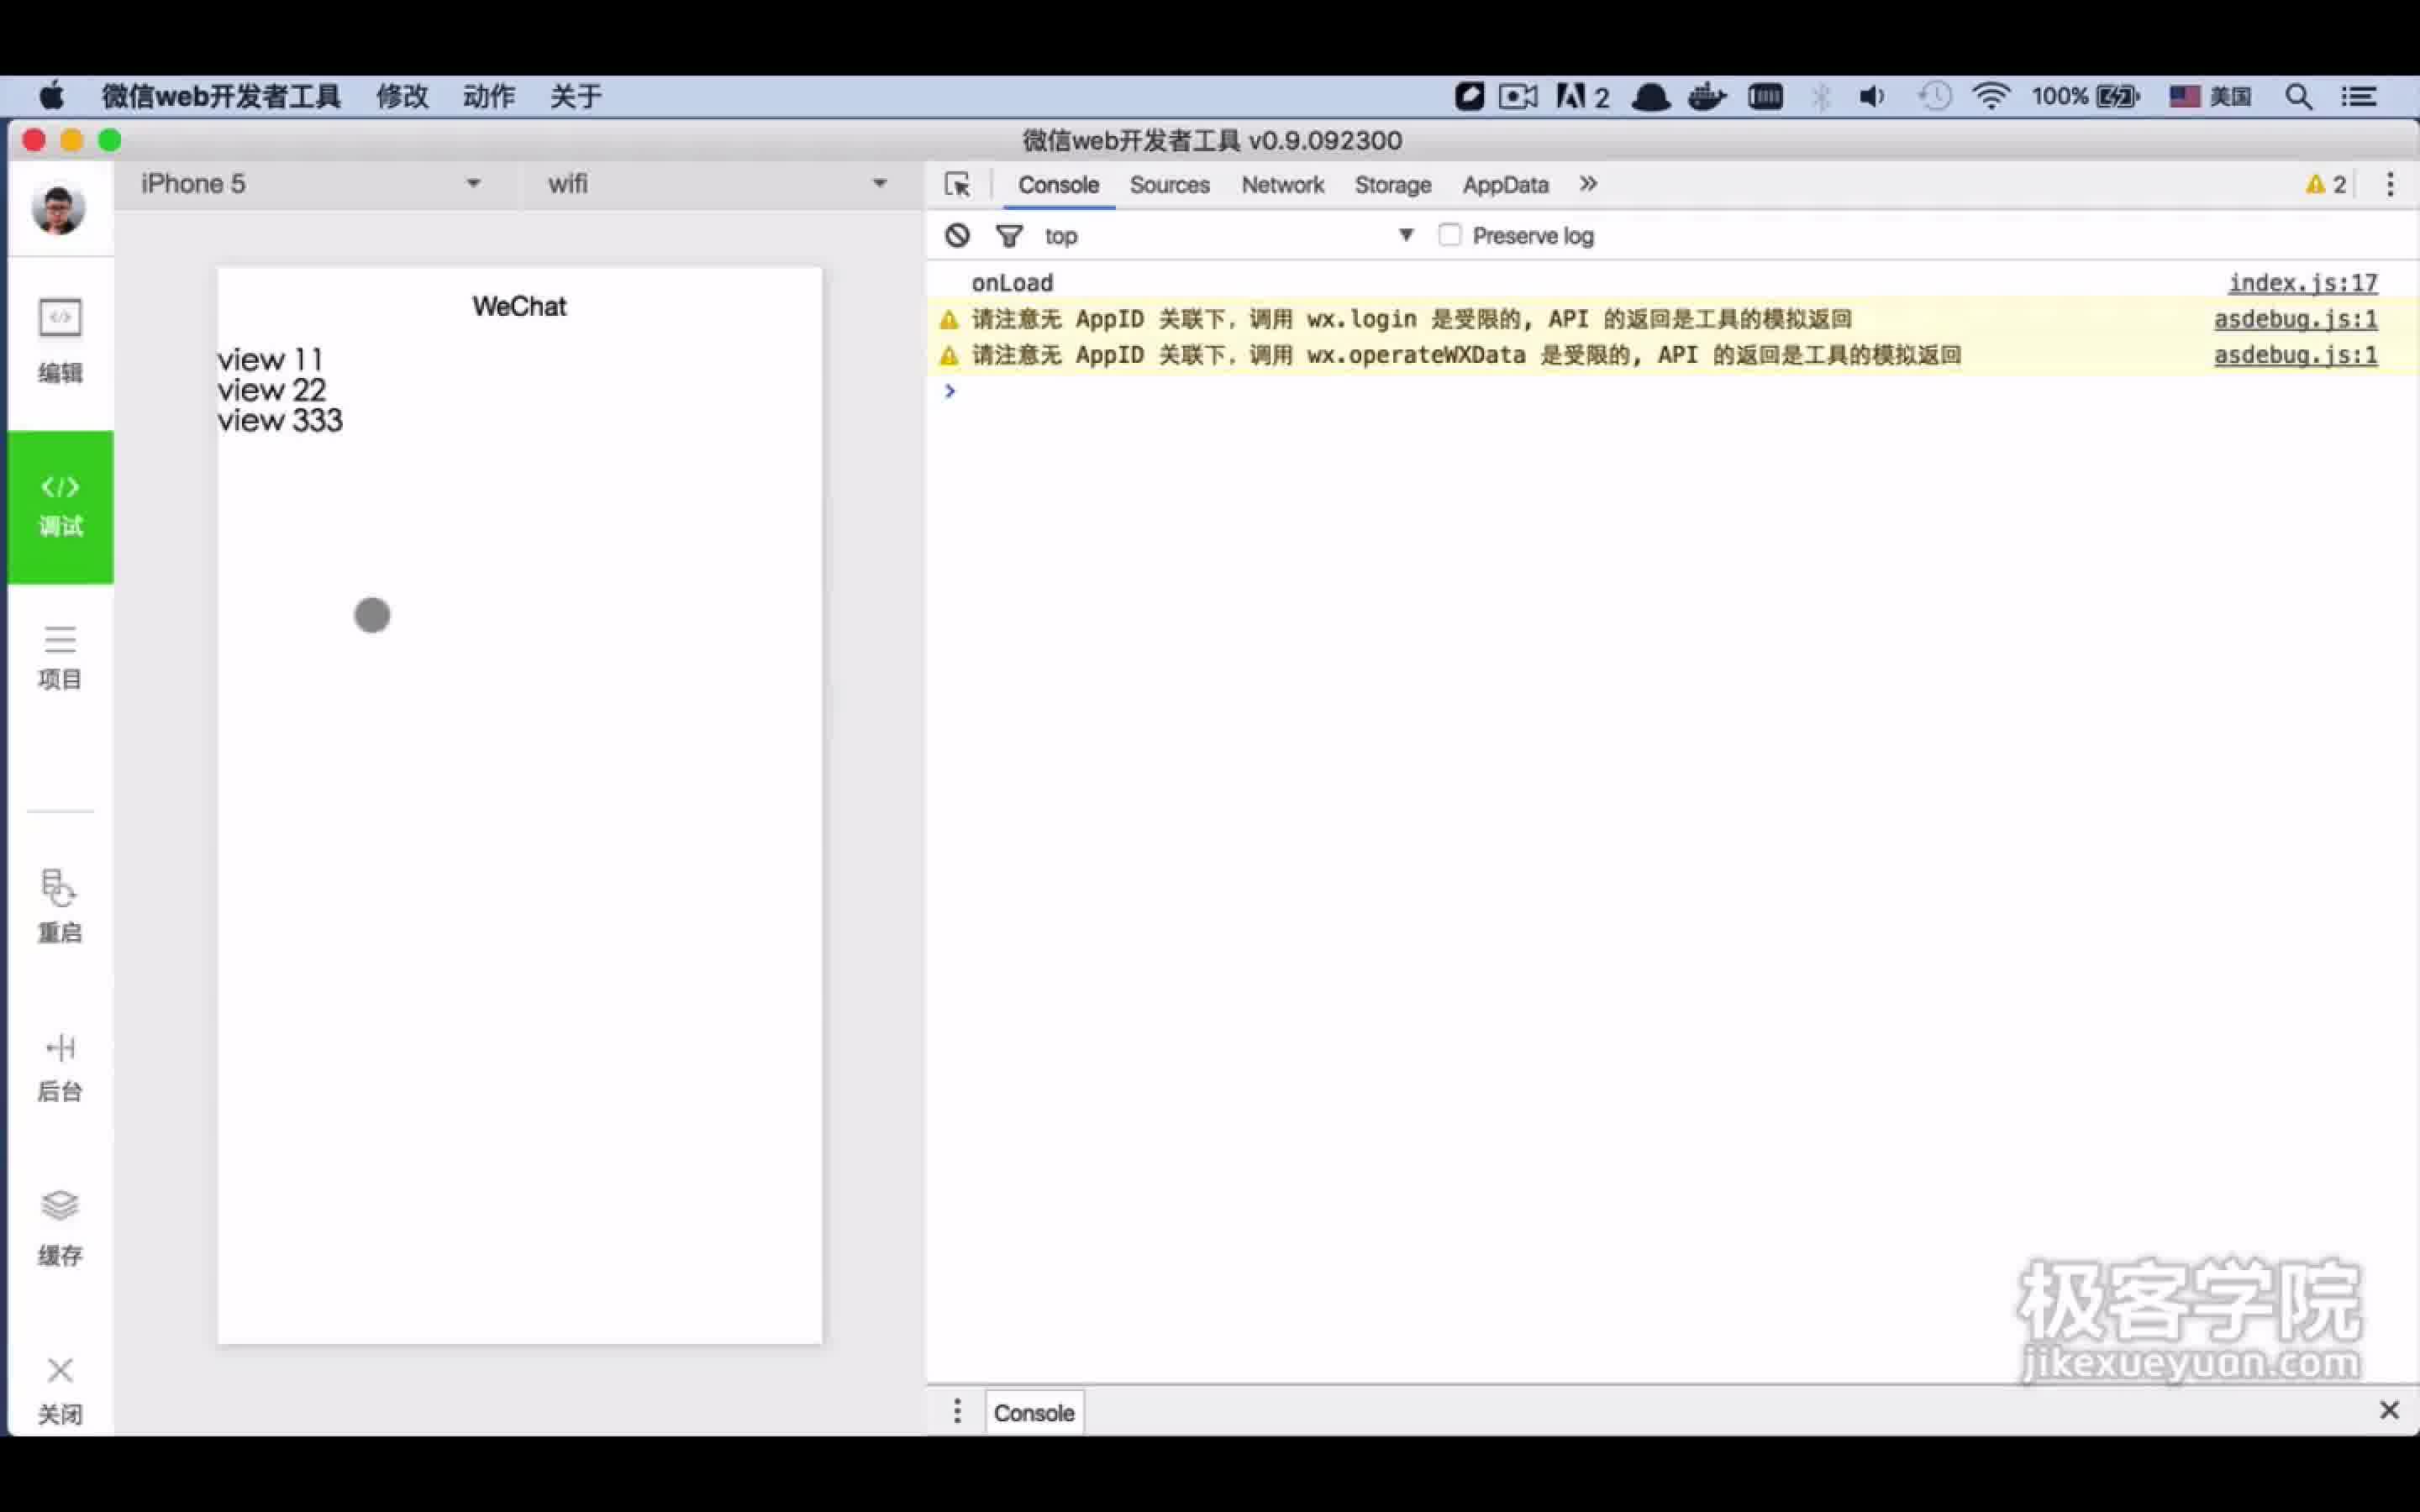 微信web开发者工具 修改 动作 关于 2 100% 美国
微信web开发者工具 v0.9.092300
iPhone 5 wifi
Console Sources Network Storage AppData 2
top Preserve log
编辑
调试
项目
重启
后台
缓存
关闭
WeChat
view 11
view 22
view 333
onLoad index.js:17
请注意无 AppID 关联下，调用 wx.login 是受限的, API 的返回是工具的模拟返回 asdebug.js:1
请注意无 AppID 关联下，调用 wx.operateWXData 是受限的, API 的返回是工具的模拟返回 asdebug.js:1
极客学院
jikexueyuan.com
Console